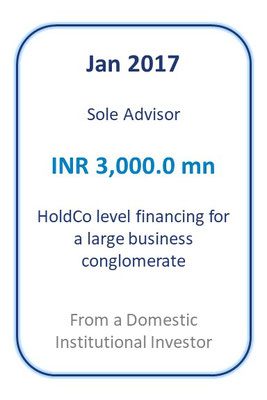 Jan 2017
Sole Advisor
INR 3,000.0 mn
HoldCo level financing for
a large business
conglomerate
From a Domestic
Institutional Investor